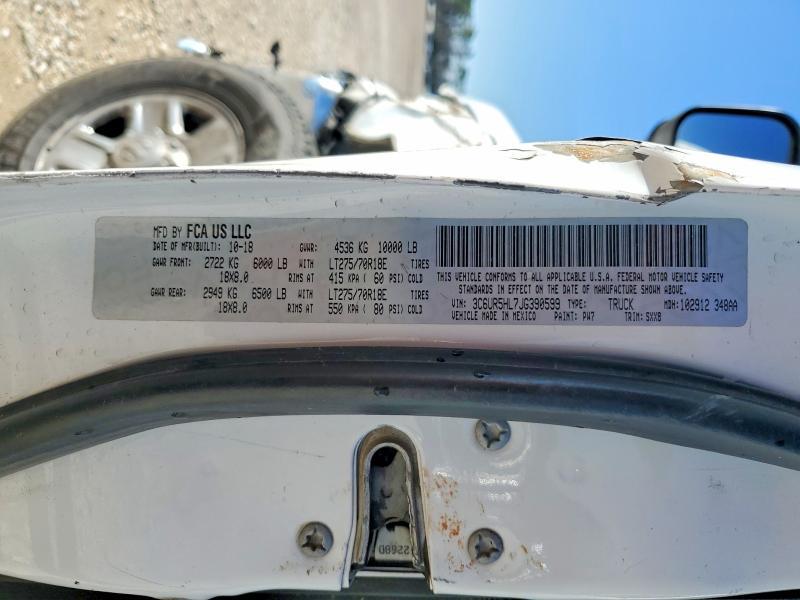 MFD BY FCA US LLC
DATE OF MFR(BUILT): 10-18 GVWR: 4536 KG 10000 LB
GAWR FRONT: 2722 KG 6000 LB WITH LT275/70R18E TIRES
18X8.0 RIMS AT 415 KPA ( 60 PSI) COLD
GAWR REAR: 2949 KG 6500 LB WITH LT275/70R18E TIRES
18X8.0 RIMS AT 550 KPA ( 80 PSI) COLD
THIS VEHICLE CONFORMS TO ALL APPLICABLE U.S.A. FEDERAL MOTOR VEHICLE SAFETY
STANDARDS IN EFFECT ON THE DATE OF MANUFACTURE SHOWN ABOVE.
VIN: 3C6UR5HL7JG390599 TYPE: TRUCK MDH: 102912 348AA
VEHICLE MADE IN MEXICO PAINT: PW7 TRIM: SXX8
2268D